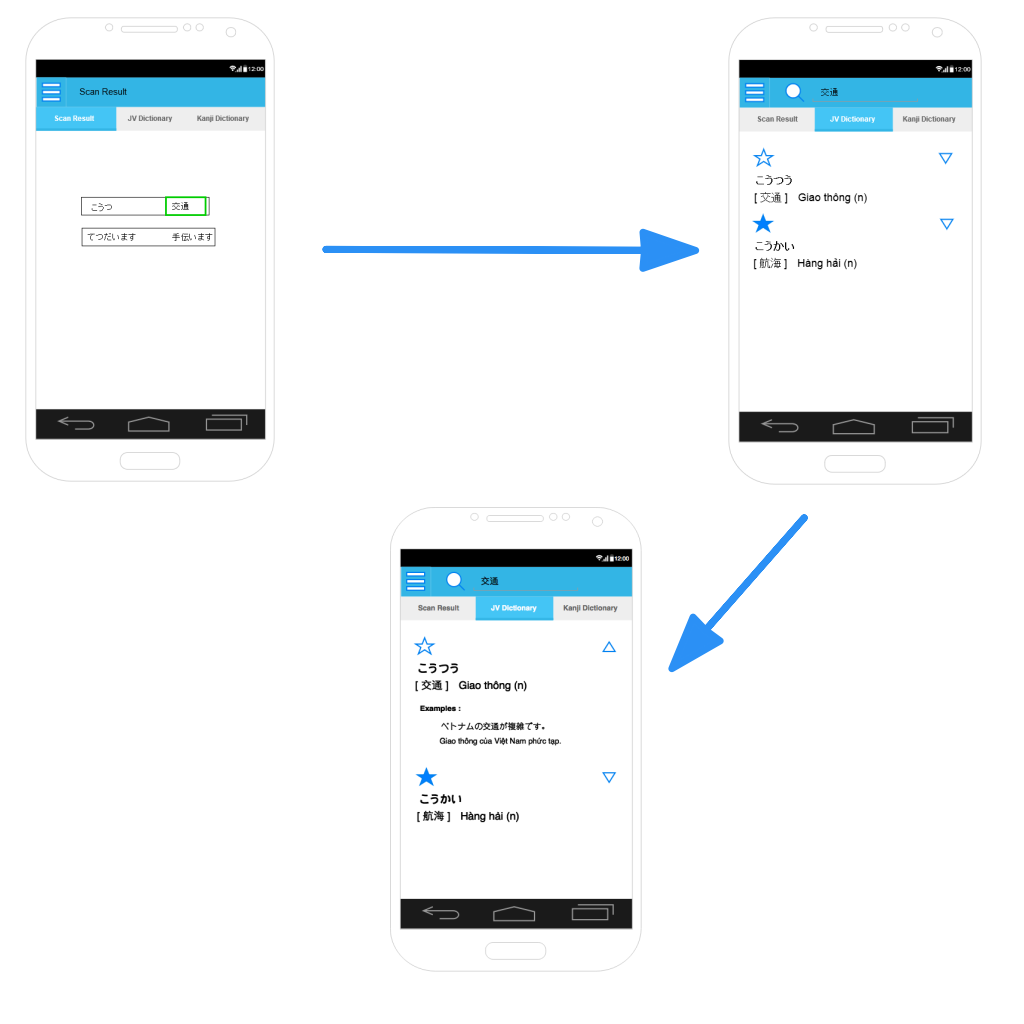 12:00
Scan Result
Scan Result JV Dictionary Kanji Dictionary
こうつ 交通
てつだいます 手伝います
12:00
交通
Scan Result JV Dictionary Kanji Dictionary
こうつう
[ 交通 ] Giao thông (n)
こうかい
[ 航海 ] Hàng hải (n)
12:00
交通
Scan Result JV Dictionary Kanji Dictionary
こうつう
[ 交通 ] Giao thông (n)
Examples :
ベトナムの交通が複雑です。
Giao thông của Việt Nam phức tạp.
こうかい
[ 航海 ] Hàng hải (n)